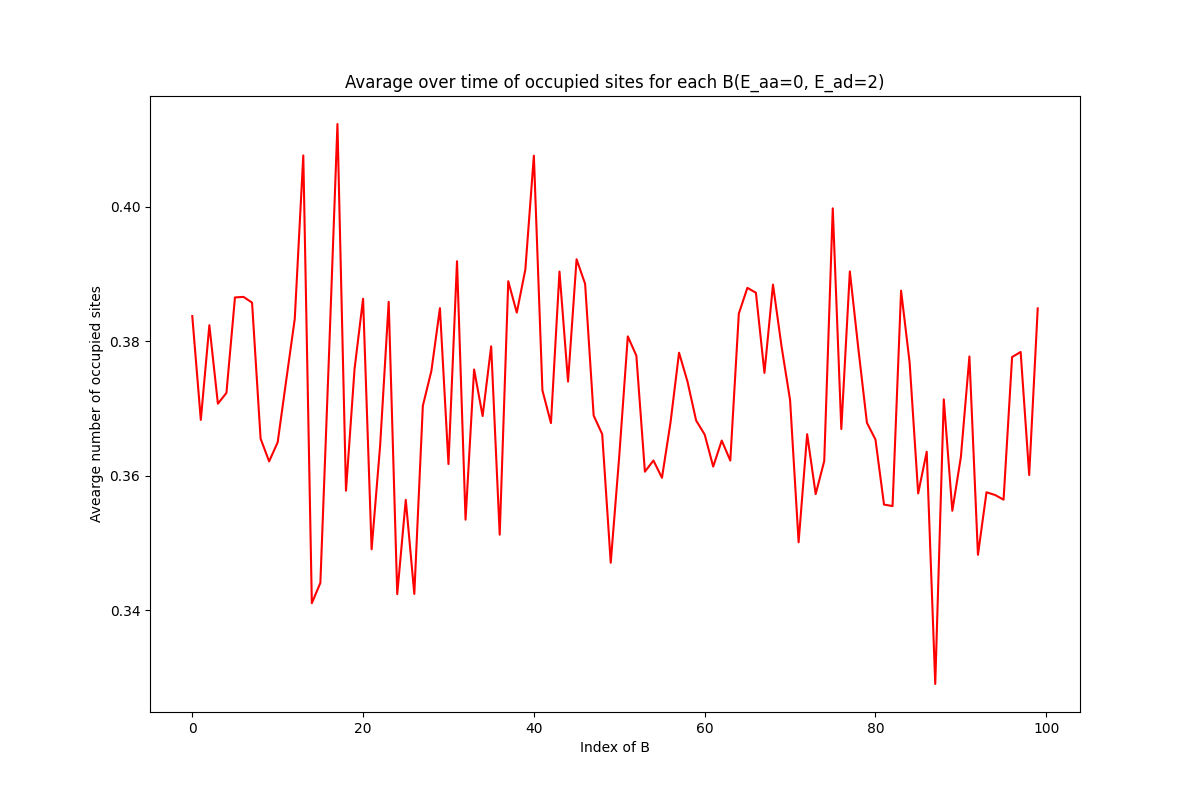 Avarage over time of occupied sites for each B(E_aa=0, E_ad=2)
Avearge number of occupied sites
0.40
0.38
0.36
0.34
0 20 40 60 80 100
Index of B